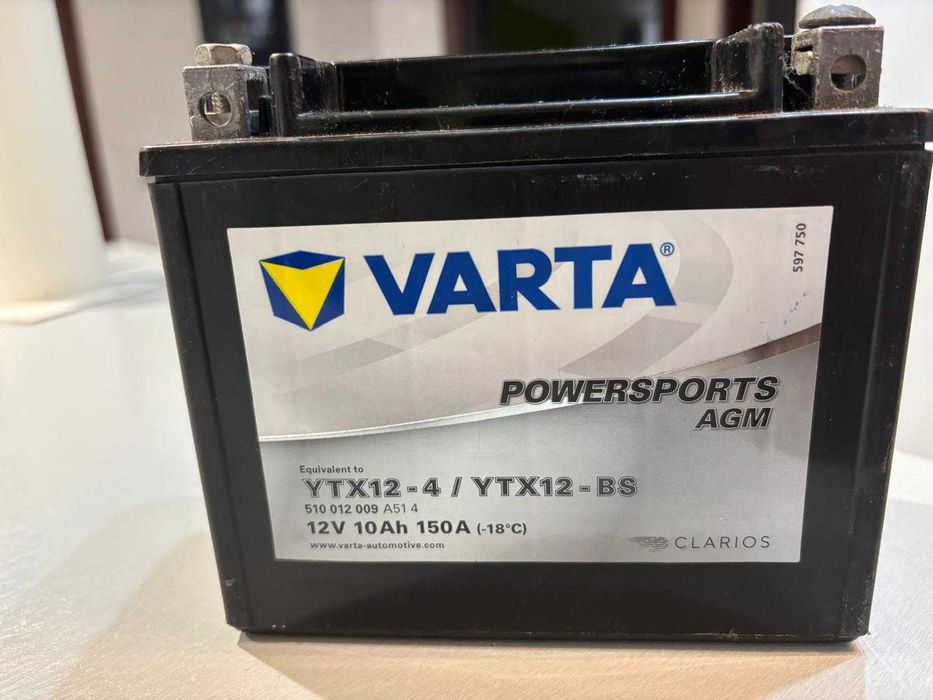 VARTA®
597 750
POWERSPORTS
AGM
Equivalent to
YTX12-4 / YTX12-BS
510 012 009 A51 4
12V 10Ah 150A (-18°C)
www.varta-automotive.com
CLARIOS